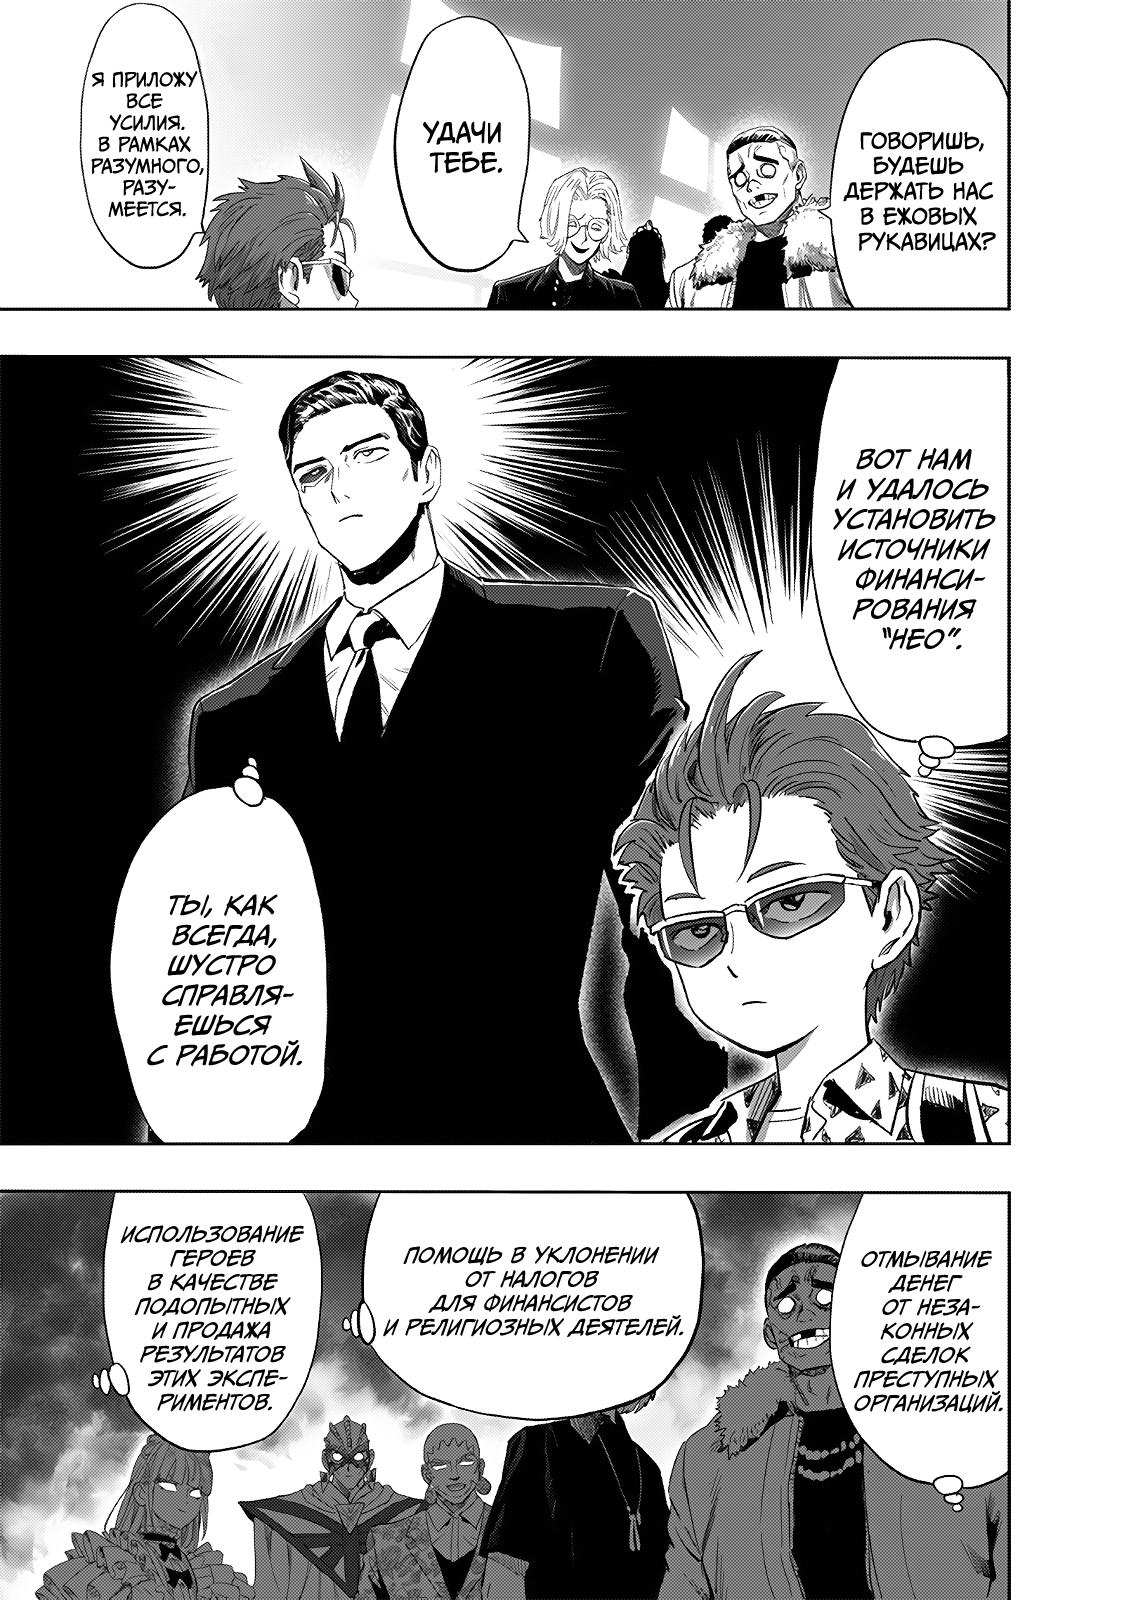 ГОВОРИШЬ,
БУДЕШЬ
ДЕРЖАТЬ НАС
В ЕЖОВЫХ
РУКАВИЦАХ?
УДАЧИ
ТЕБЕ.
Я ПРИЛОЖУ
ВСЕ
УСИЛИЯ.
В РАМКАХ
РАЗУМНОГО,
РАЗУ-
МЕЕТСЯ.
ВОТ НАМ
И УДАЛОСЬ
УСТАНОВИТЬ
ИСТОЧНИКИ
ФИНАНСИ-
РОВАНИЯ
"НЕО".
ТЫ, КАК
ВСЕГДА,
ШУСТРО
СПРАВЛЯ-
ЕШЬСЯ
С РАБОТОЙ.
ОТМЫВАНИЕ
ДЕНЕГ
ОТ НЕЗА-
КОННЫХ
СДЕЛОК
ПРЕСТУПНЫХ
ОРГАНИЗАЦИЙ.
ПОМОЩЬ В УКЛОНЕНИИ
ОТ НАЛОГОВ
ДЛЯ ФИНАНСИСТОВ
И РЕЛИГИОЗНЫХ ДЕЯТЕЛЕЙ.
ИСПОЛЬЗОВАНИЕ
ГЕРОЕВ
В КАЧЕСТВЕ
ПОДОПЫТНЫХ
И ПРОДАЖА
РЕЗУЛЬТАТОВ
ЭТИХ ЭКСПЕ-
РИМЕНТОВ.